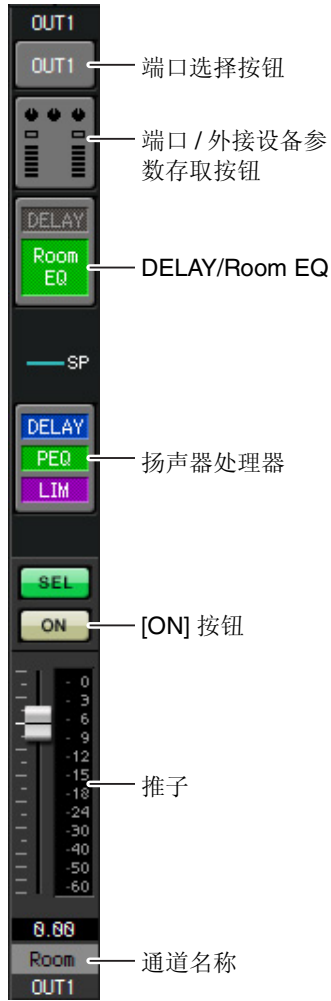 OUT1
OUT1
端口选择按钮
端口 / 外接设备参
数存取按钮
DELAY
Room
EQ
DELAY/Room EQ
SP
DELAY
PEQ
LIM
扬声器处理器
SEL
ON
[ON] 按钮
- 0
- 3
- 6
- 9
-12
-15
-18
-24
-30
-40
-50
-60
推子
0.00
Room
通道名称
OUT1